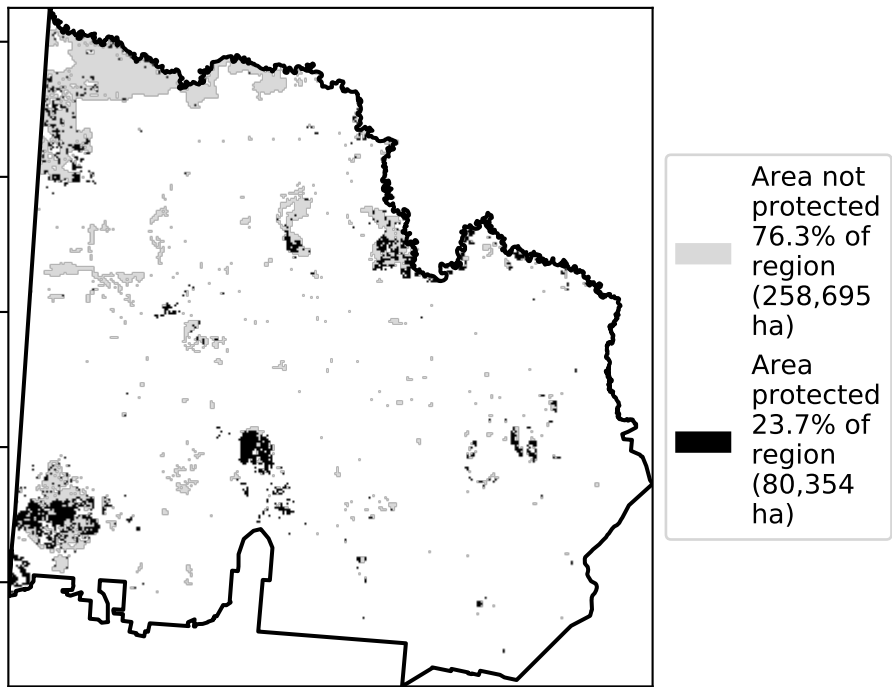 Area not
protected
76.3% of
region
(258,695
ha)
Area
protected
23.7% of
region
(80,354
ha)